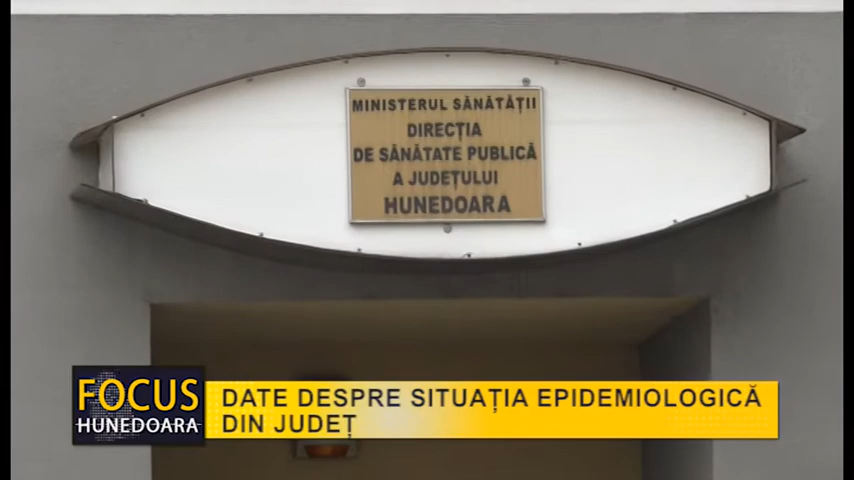 MINISTERUL SĂNĂTĂȚII
DIRECȚIA
DE SĂNĂTATE PUBLICĂ
A JUDEȚULUI
HUNEDOARA
FOCUS
HUNEDOARA
DATE DESPRE SITUAȚIA EPIDEMIOLOGICĂ
DIN JUDEȚ